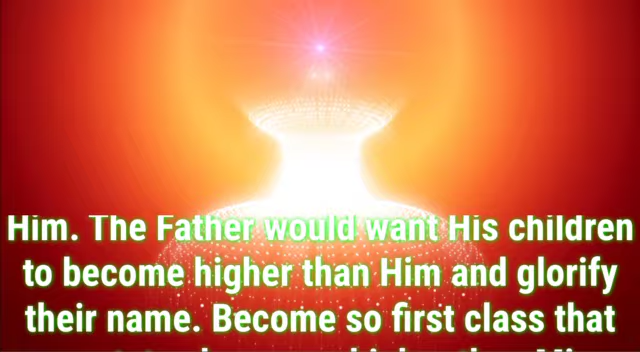 Him. The Father would want His children
to become higher than Him and glorify
their name. Become so first class that